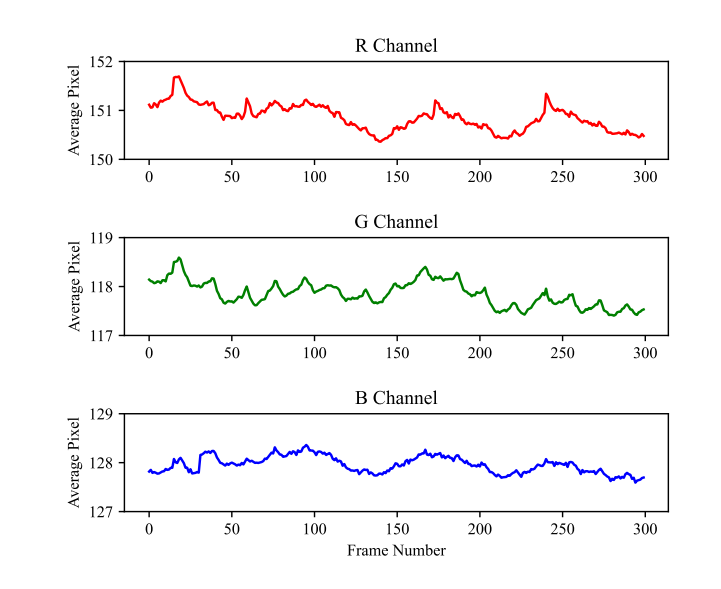 R Channel
152
151
150
Average Pixel
0 50 100 150 200 250 300
G Channel
119
118
117
Average Pixel
0 50 100 150 200 250 300
B Channel
129
128
127
Average Pixel
0 50 100 150 200 250 300
Frame Number